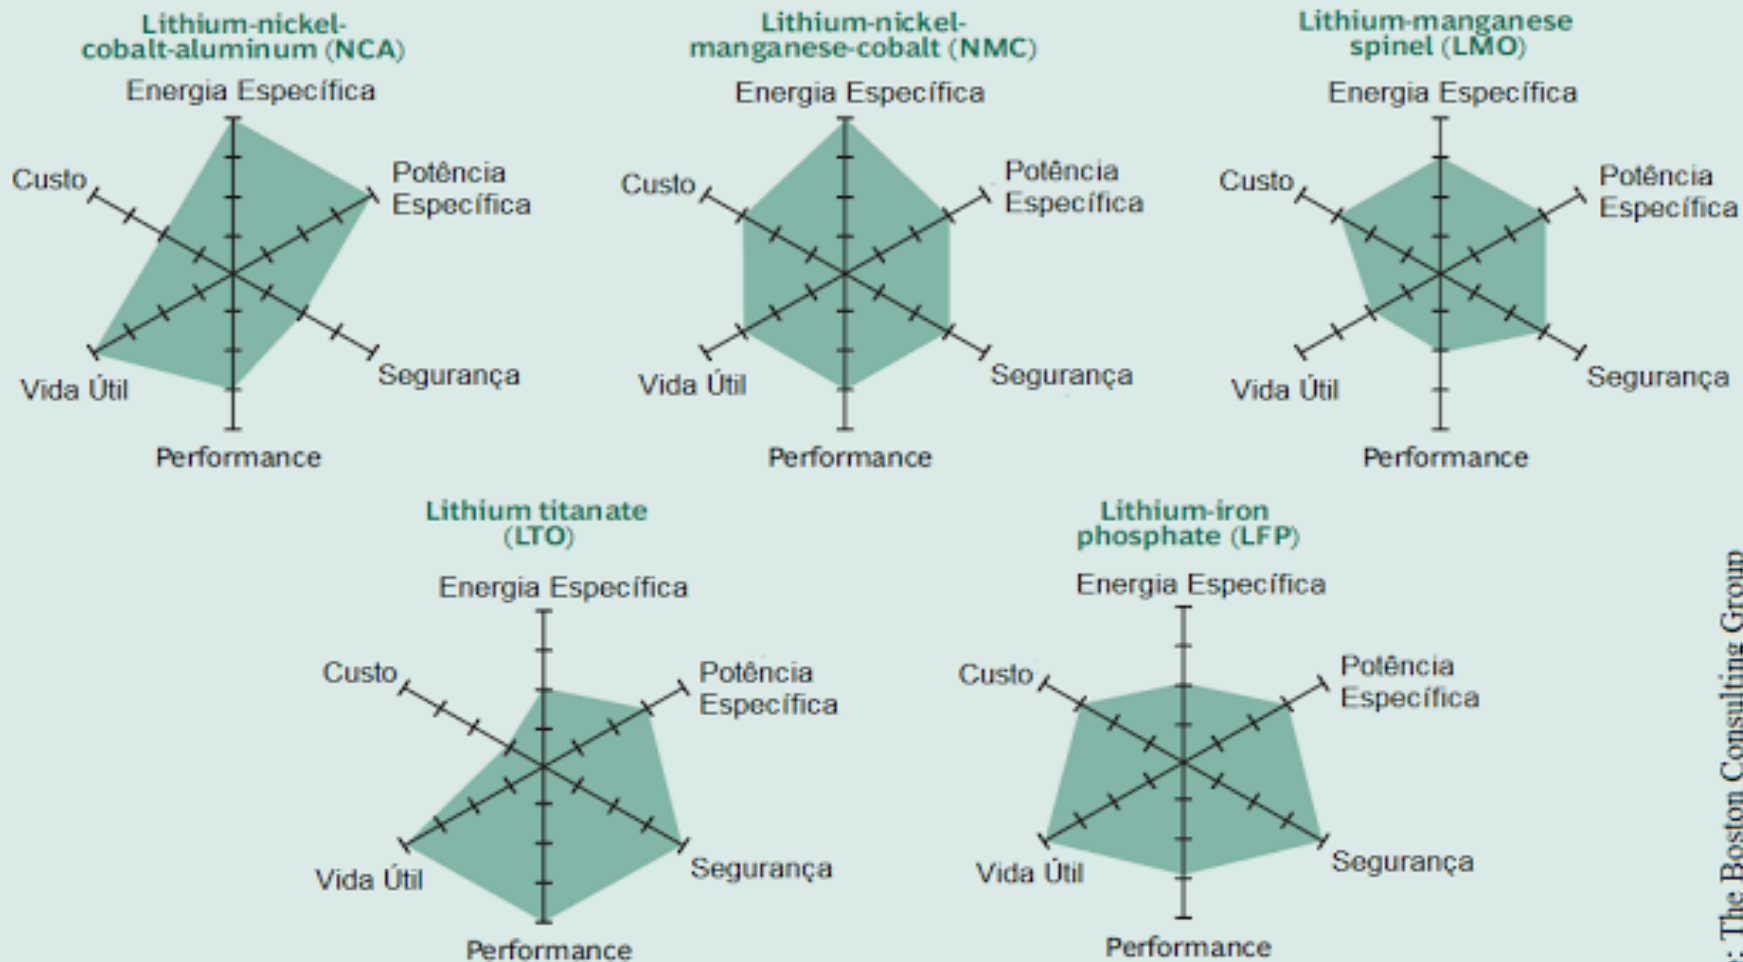 Lithium-nickel-
cobalt-aluminum (NCA)
Energia Específica
Custo
Potência
Específica
Vida Útil
Segurança
Performance
Lithium-nickel-
manganese-cobalt (NMC)
Energia Específica
Custo
Potência
Específica
Vida Útil
Segurança
Performance
Lithium-manganese
spinel (LMO)
Energia Específica
Custo
Potência
Específica
Vida Útil
Segurança
Performance
Lithium titanate
(LTO)
Energia Específica
Custo
Potência
Específica
Vida Útil
Segurança
Performance
Lithium-iron
phosphate (LFP)
Energia Específica
Custo
Potência
Específica
Vida Útil
Segurança
Performance
: The Boston Consulting Group